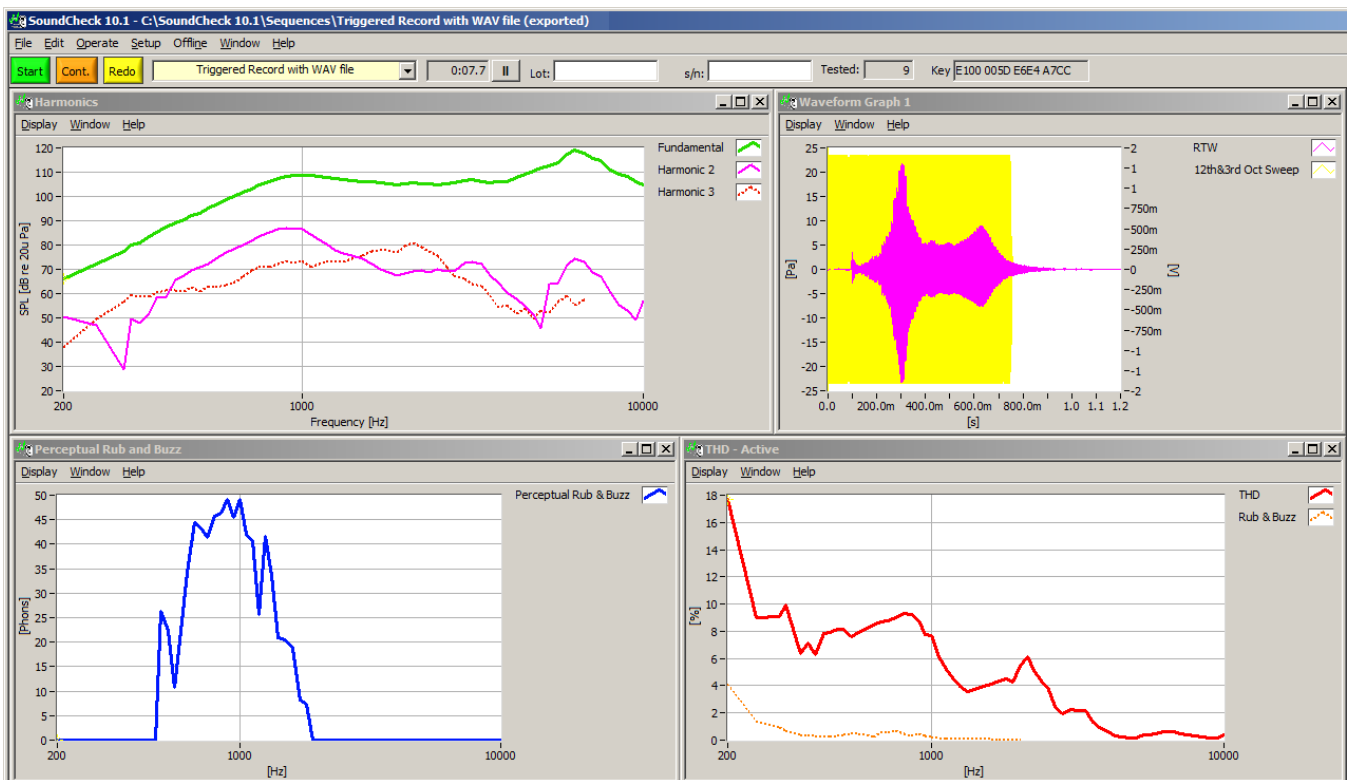 SoundCheck 10.1 - C:\SoundCheck 10.1\Sequences\Triggered Record with WAV file (exported)
File Edit Operate Setup Offline Window Help
Start Cont. Redo Triggered Record with WAV file 0:07.7 Lot: s/n: Tested: 9 Key E100 005D E6E4 A7CC
Harmonics
Display Window Help
Fundamental
Harmonic 2
Harmonic 3
120
110
100
90
80
70
60
50
40
30
20
SPL [dB re 20u Pa]
200 1000 10000
Frequency [Hz]
Waveform Graph 1
Display Window Help
RTW
12th&3rd Oct Sweep
25
20
15
10
5
0
-5
-10
-15
-20
-25
[Pa]
2
1
1
750m
500m
250m
0
-250m
-500m
-750m
-1
-1
-2
[V]
0.0 200.0m 400.0m 600.0m 800.0m 1.0 1.1 1.2
[s]
Perceptual Rub and Buzz
Display Window Help
Perceptual Rub & Buzz
50
45
40
35
30
25
20
15
10
5
0
[Phons]
200 1000 10000
[Hz]
THD - Active
Display Window Help
THD
Rub & Buzz
18
16
14
12
10
8
6
4
2
0
[%]
200 1000 10000
[Hz]